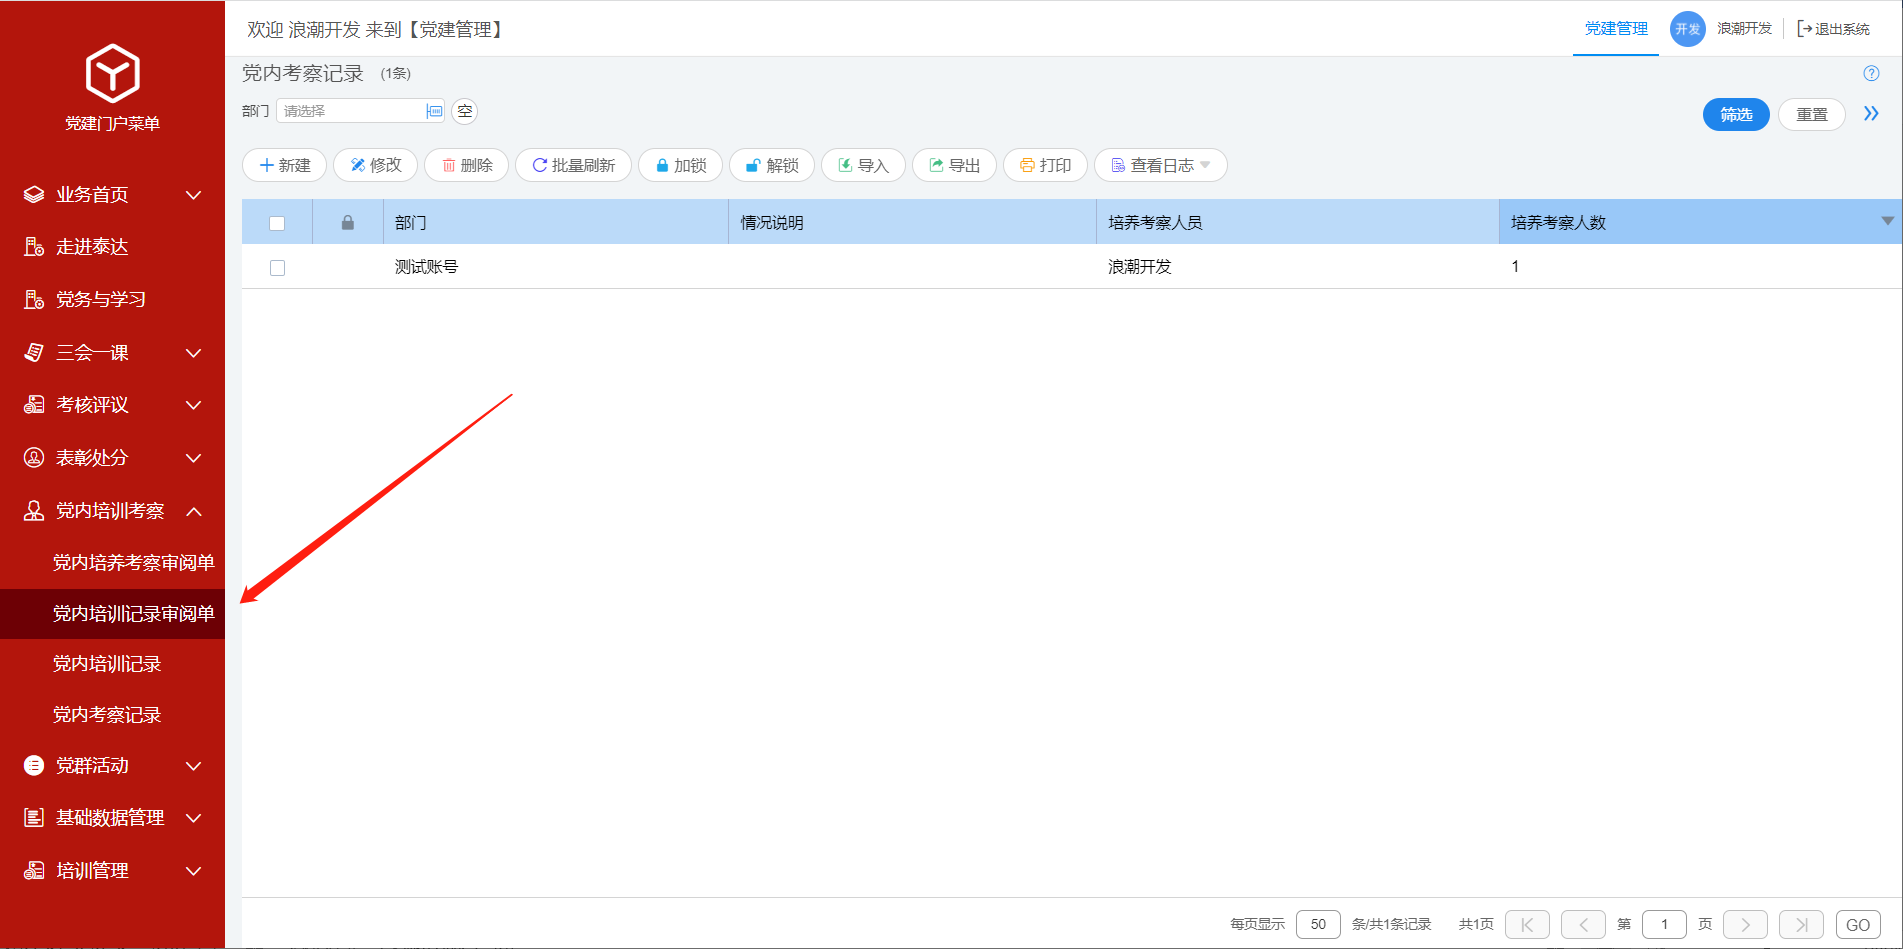 欢迎 浪潮开发 来到【党建管理】
党建管理
开发
浪潮开发
退出系统
党建门户菜单
业务首页
走进泰达
党务与学习
三会一课
考核评议
表彰处分
党内培训考察
党内培养考察审阅单
党内培训记录审阅单
党内培训记录
党内考察记录
党群活动
基础数据管理
培训管理
党内考察记录 (1条)
部门 请选择 空
筛选 重置
新建 修改 删除 批量刷新 加锁 解锁 导入 导出 打印 查看日志
部门 情况说明 培养考察人员 培养考察人数
测试账号 浪潮开发 1
每页显示 50 条/共1条记录 共1页 第 1 页 GO